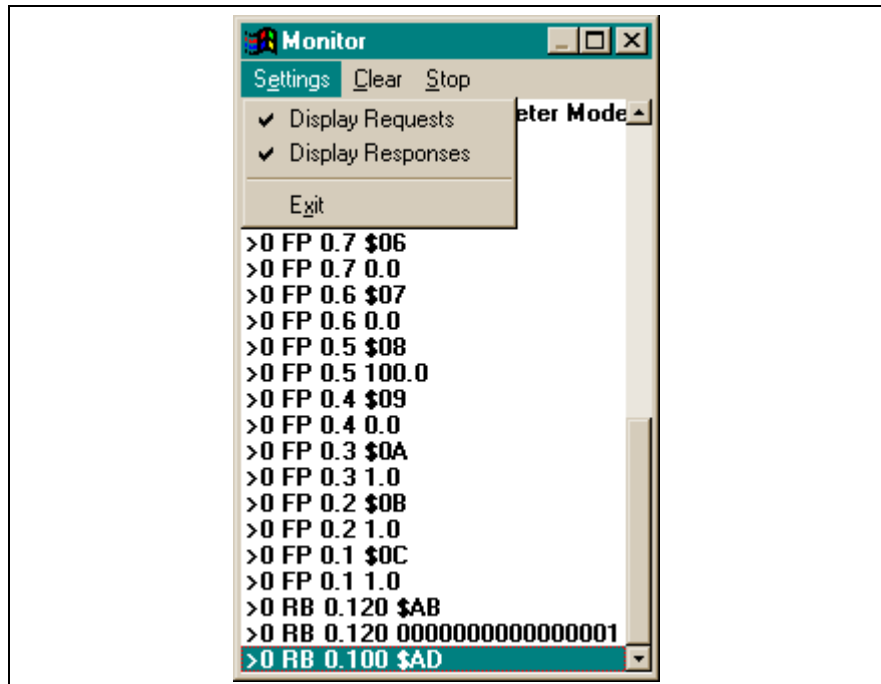 Monitor
Settings Clear Stop
eter Mode
Display Requests
Display Responses
Exit
>0 FP 0.7 $06
>0 FP 0.7 0.0
>0 FP 0.6 $07
>0 FP 0.6 0.0
>0 FP 0.5 $08
>0 FP 0.5 100.0
>0 FP 0.4 $09
>0 FP 0.4 0.0
>0 FP 0.3 $0A
>0 FP 0.3 1.0
>0 FP 0.2 $0B
>0 FP 0.2 1.0
>0 FP 0.1 $0C
>0 FP 0.1 1.0
>0 RB 0.120 $AB
>0 RB 0.120 0000000000000001
>0 RB 0.100 $AD